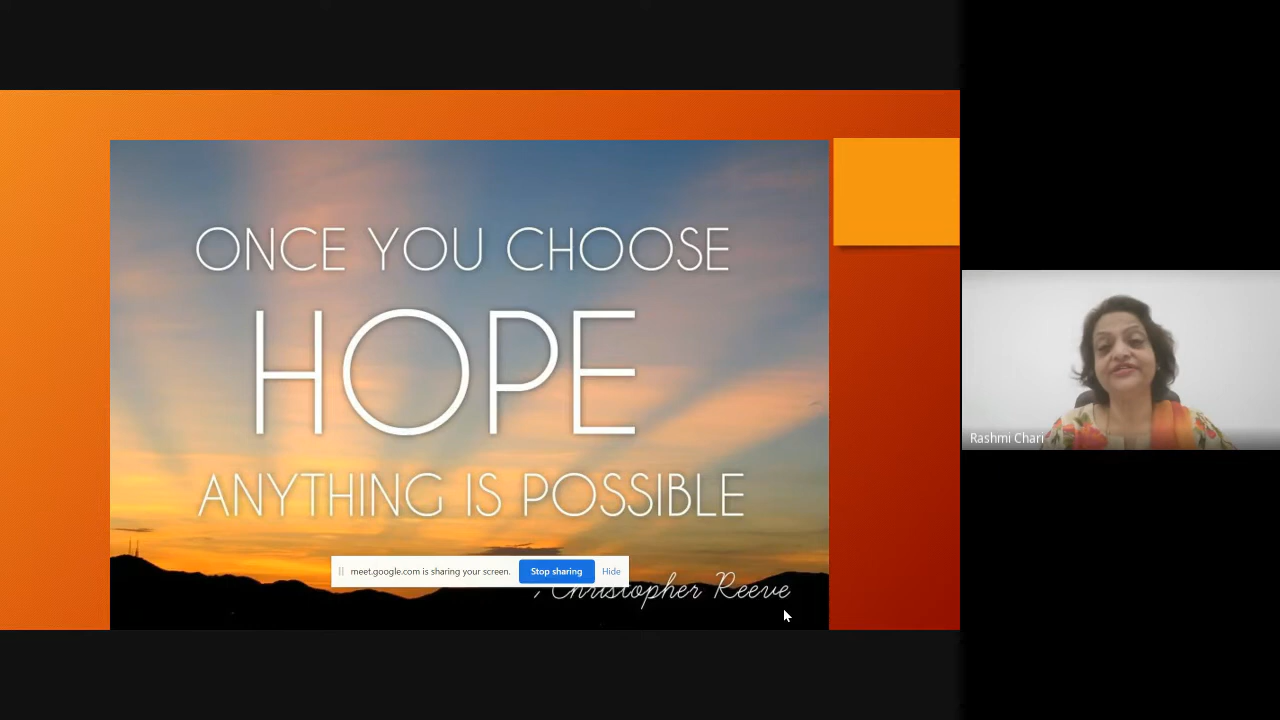 ONCE YOU CHOOSE
HOPE
ANYTHING IS POSSIBLE
meet.google.com is sharing your screen. Stop sharing Hide
Christopher Reeve
Rashmi Chari